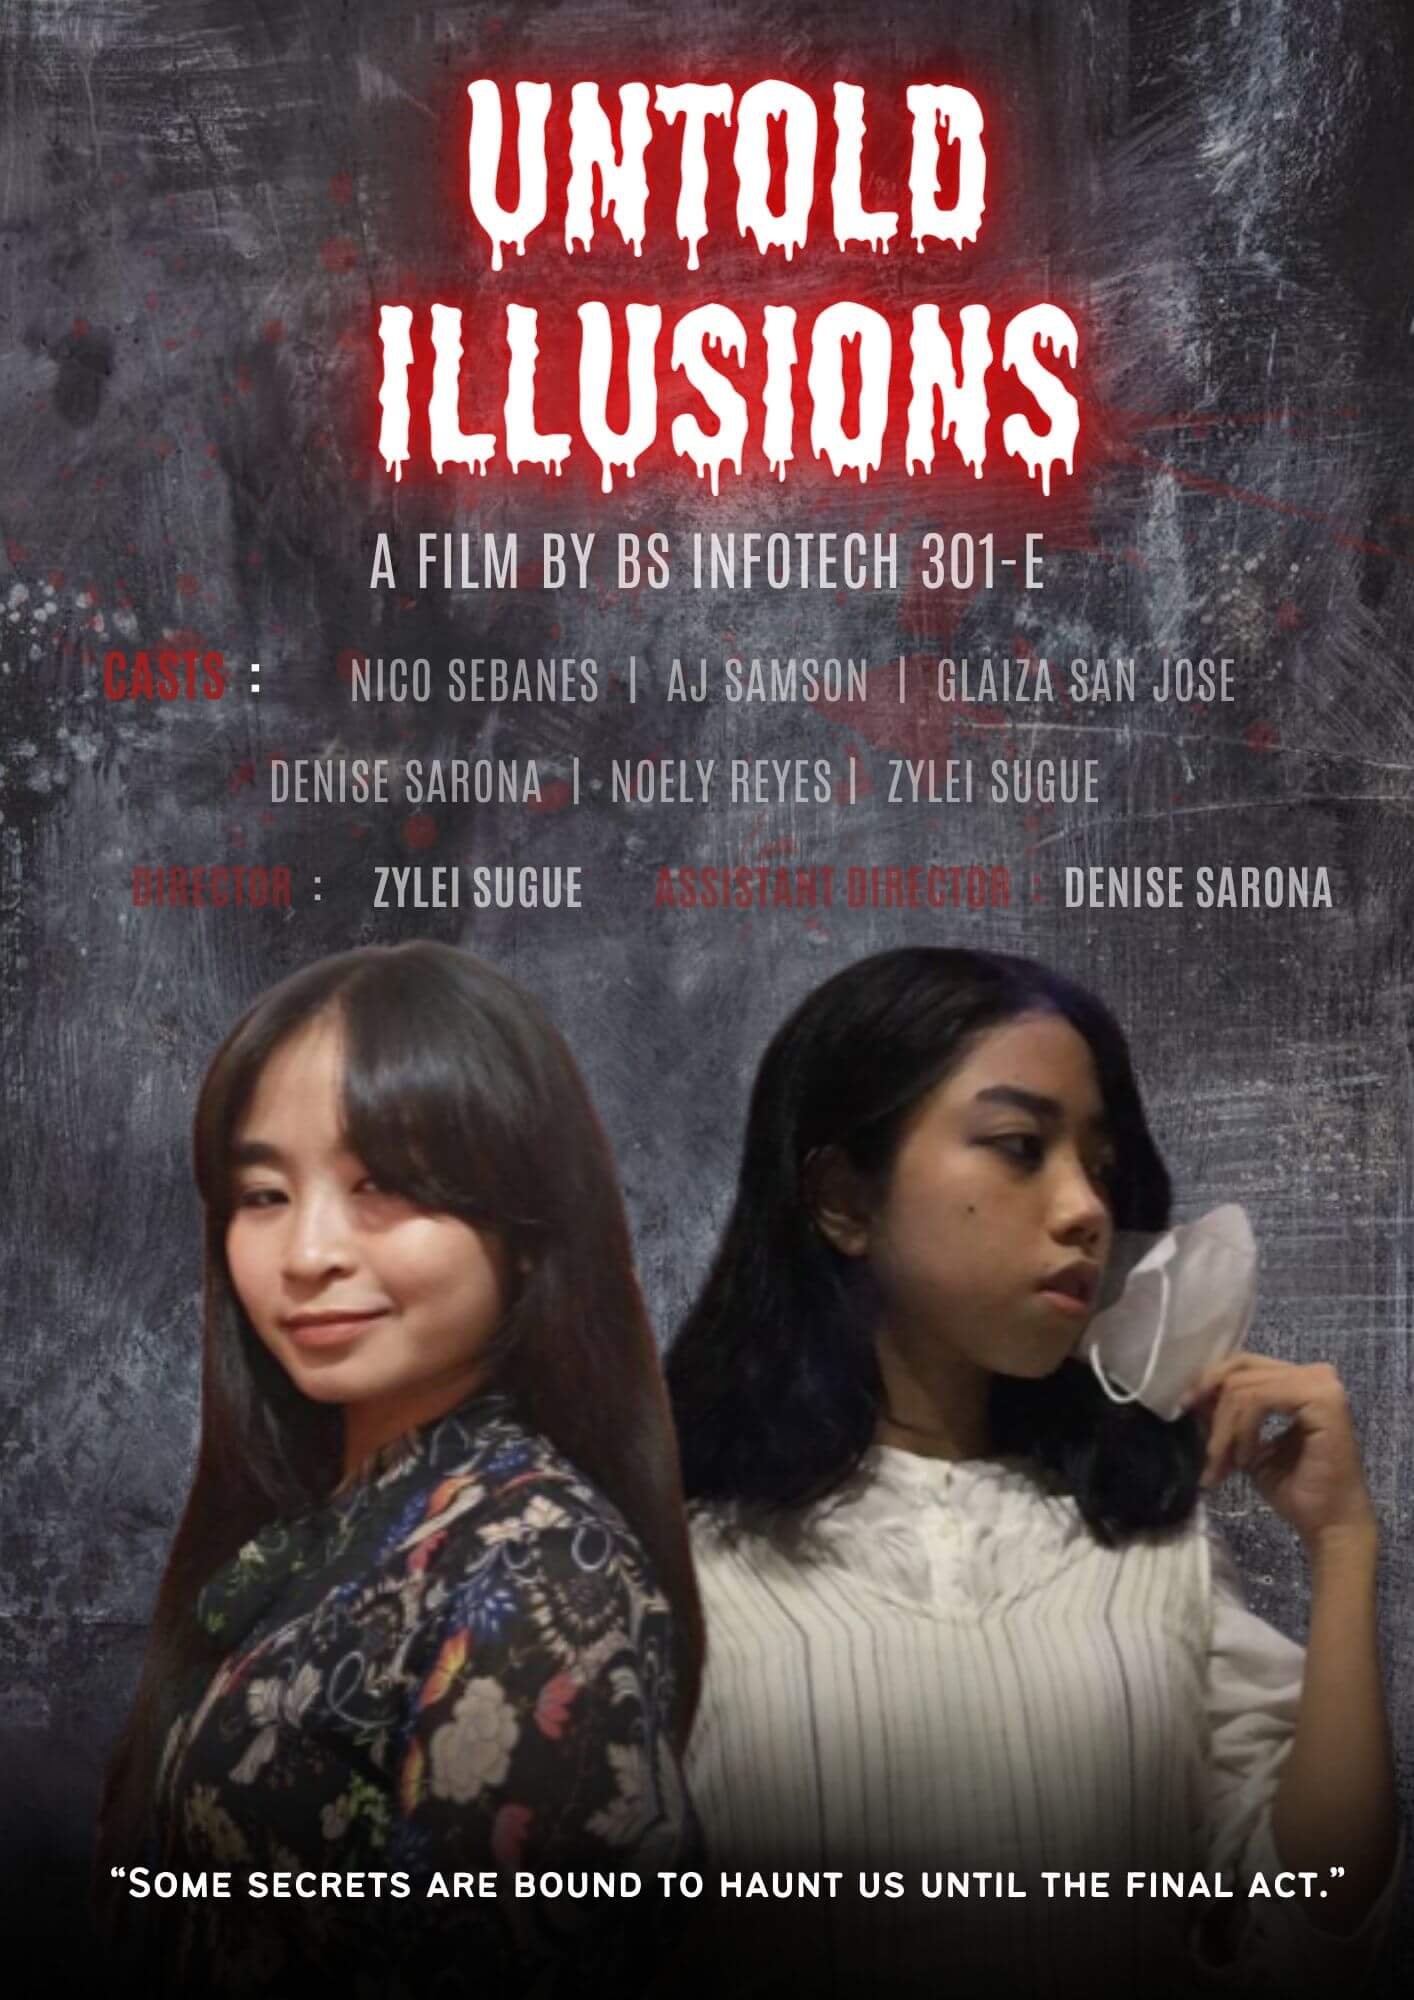 UNTOLD
ILLUSIONS
A FILM BY BS INFOTECH 301-E
CASTS : NICO SEBANES | AJ SAMSON | GLAIZA SAN JOSE
DENISE SARONA | NOELY REYES | ZYLEI SUGUE
DIRECTOR : ZYLEI SUGUE ASSISTANT DIRECTOR : DENISE SARONA
“SOME SECRETS ARE BOUND TO HAUNT US UNTIL THE FINAL ACT.”